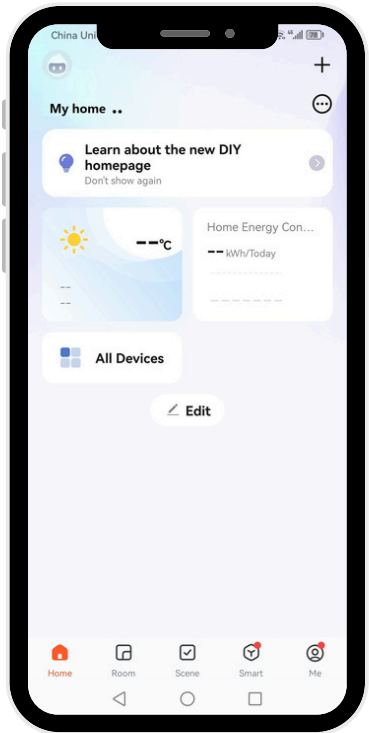 China Uni
78
My home ..
Learn about the new DIY
homepage
Don't show again
--°C
Home Energy Con...
-- kWh/Today
--
--
All Devices
Edit
Home Room Scene Smart Me